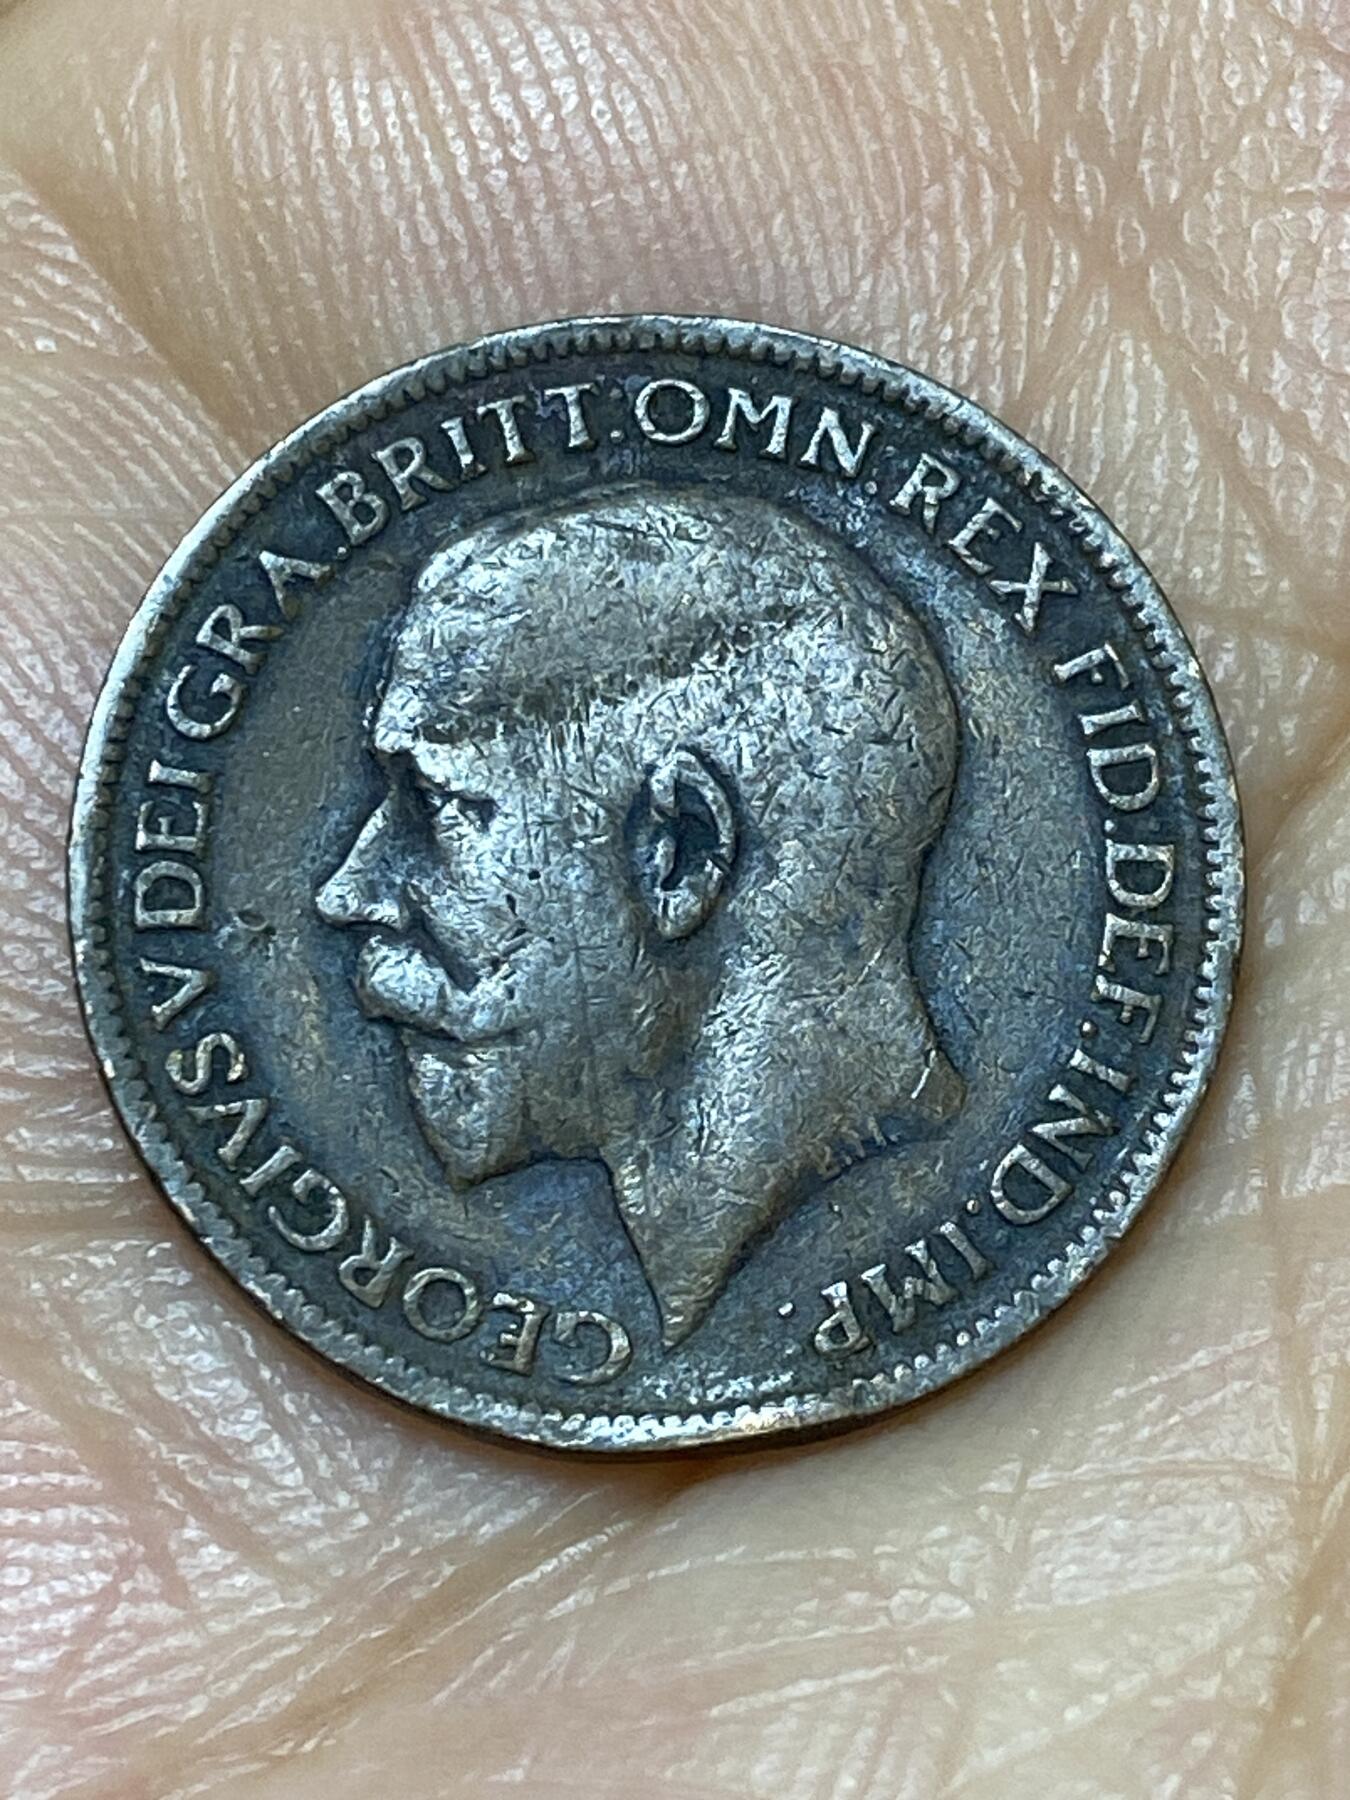 GEORGIVS V DEI GRA.BRITT:OMN.REX FID.DEF.IND.IMP.